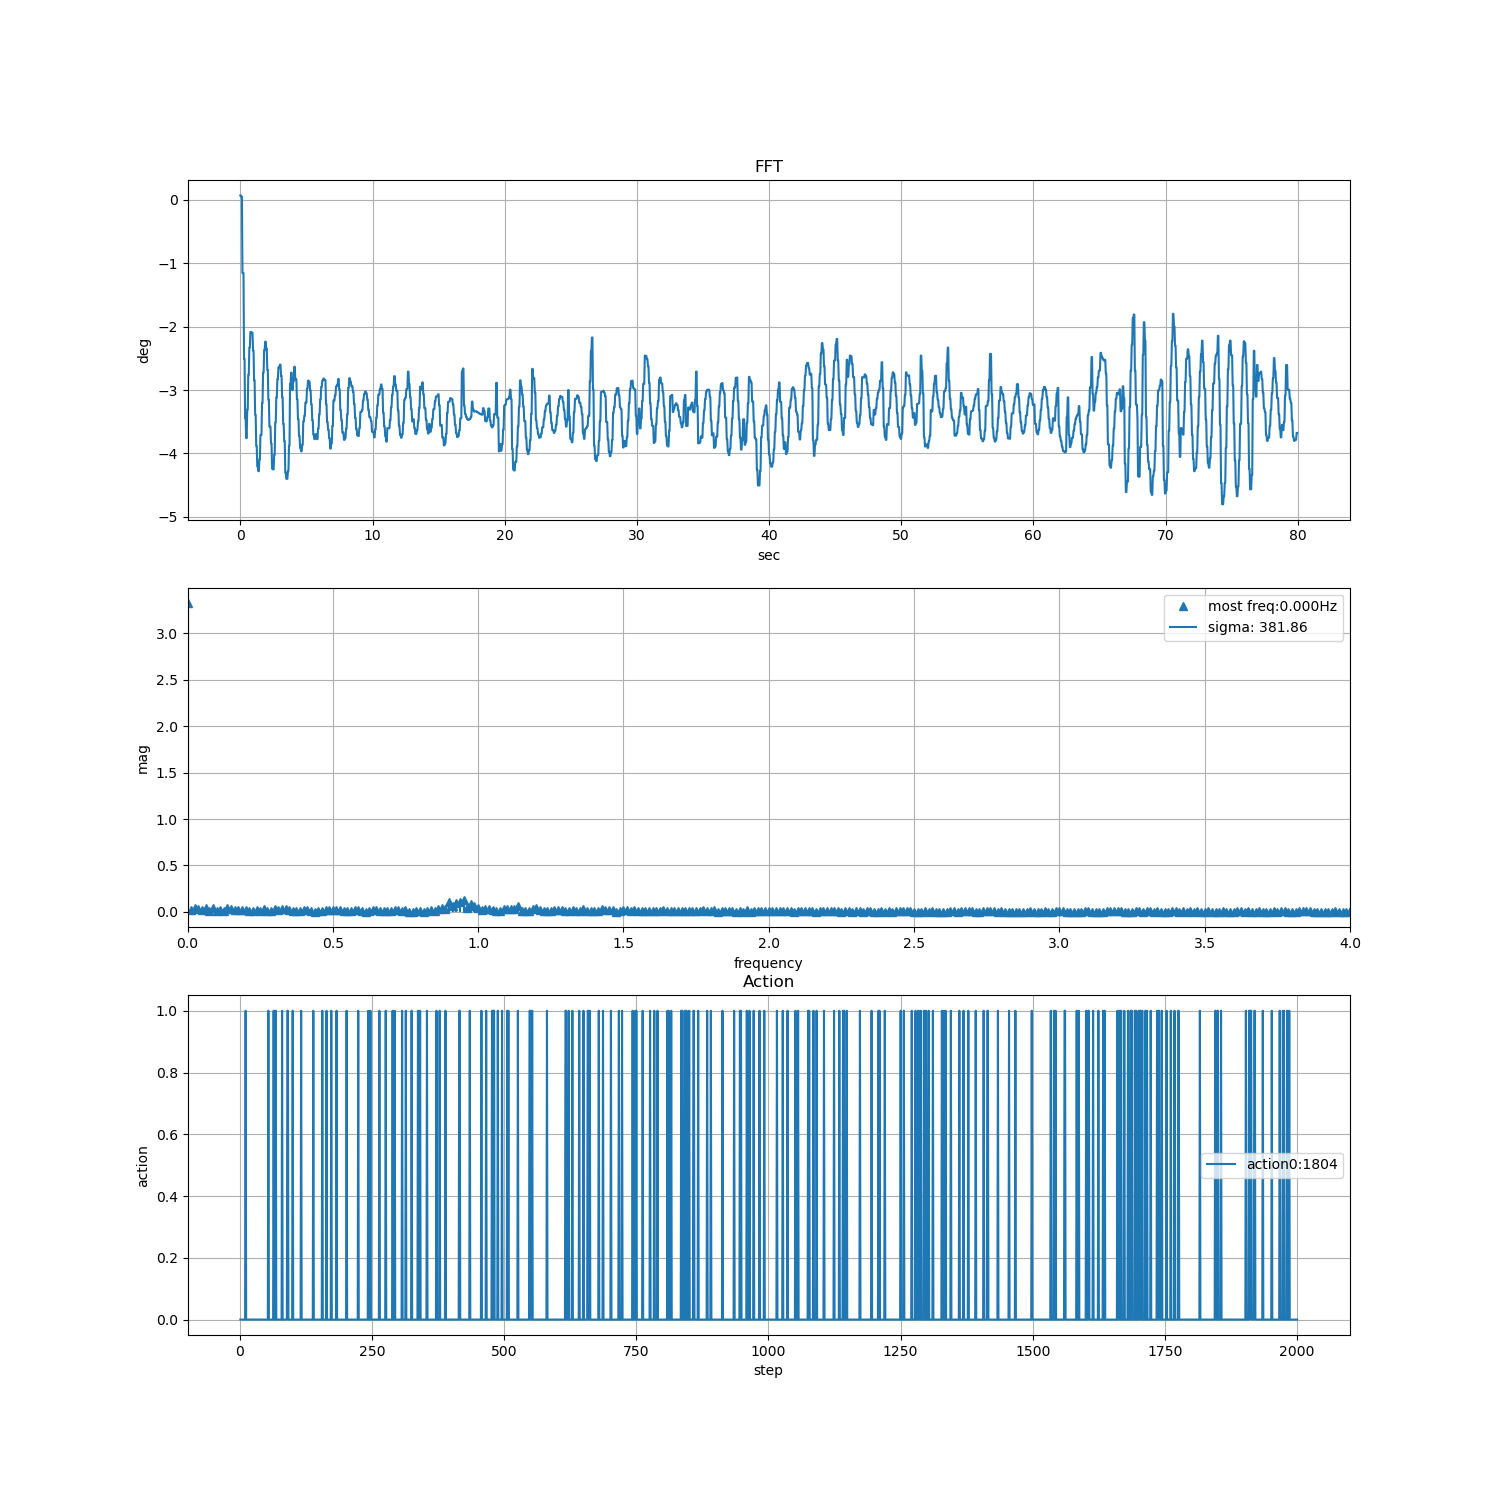 FFT
0
−1
−2
−3
−4
−5
deg
0 10 20 30 40 50 60 70 80
sec
most freq:0.000Hz
sigma: 381.86
3.0
2.5
2.0
1.5
1.0
0.5
0.0
mag
0.0 0.5 1.0 1.5 2.0 2.5 3.0 3.5 4.0
frequency
Action
1.0
0.8
0.6
0.4
0.2
0.0
action
action0:1804
0 250 500 750 1000 1250 1500 1750 2000
step